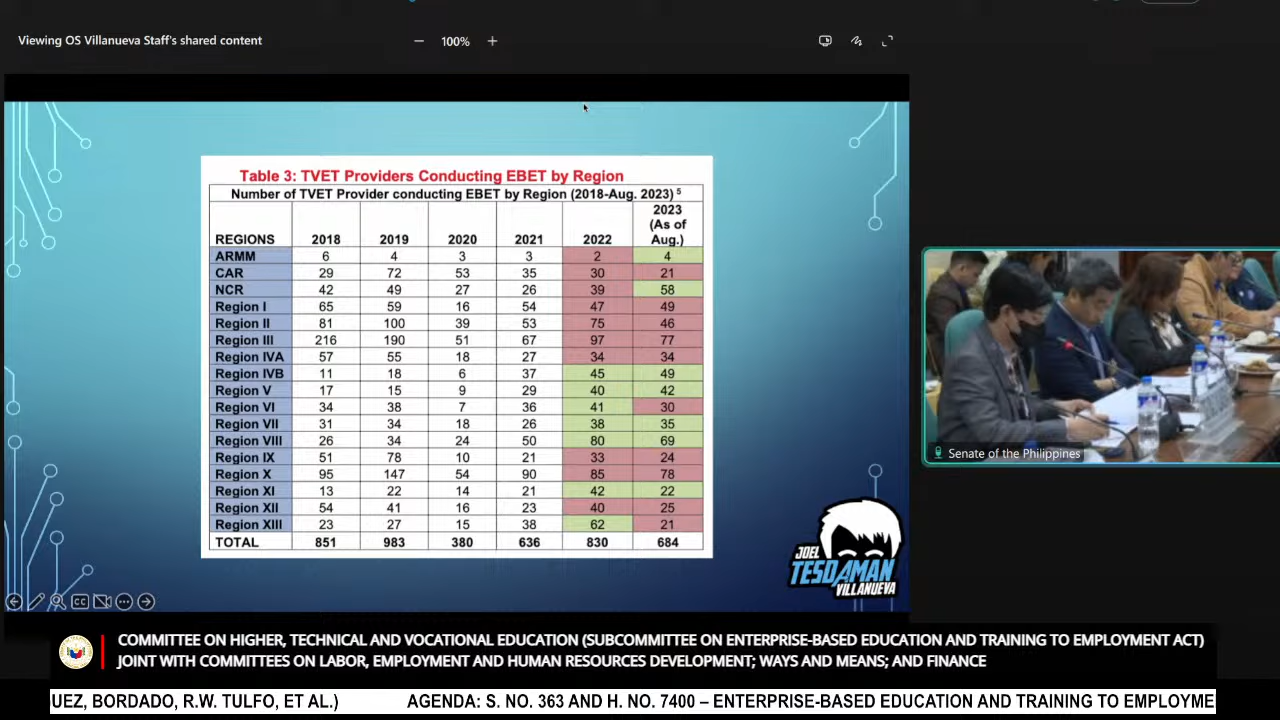 Viewing OS Villanueva Staff's shared content
− 100% +
Table 3: TVET Providers Conducting EBET by Region
Number of TVET Provider conducting EBET by Region (2018-Aug. 2023) 5
REGIONS 2018 2019 2020 2021 2022 2023 (As of Aug.)
ARMM 6 4 3 3 2 4
CAR 29 72 53 35 30 21
NCR 42 49 27 26 39 58
Region I 65 59 16 54 47 49
Region II 81 100 39 53 75 46
Region III 216 190 51 67 97 77
Region IVA 57 55 18 27 34 34
Region IVB 11 18 6 37 45 49
Region V 17 15 9 29 40 42
Region VI 34 38 7 36 41 30
Region VII 31 34 18 26 38 35
Region VIII 26 34 24 50 80 69
Region IX 51 78 10 21 33 24
Region X 95 147 54 90 85 78
Region XI 13 22 14 21 42 22
Region XII 54 41 16 23 40 25
Region XIII 23 27 15 38 62 21
TOTAL 851 983 380 636 830 684
Senate of the Philippines
JOEL
TESDAMAN
VILLANUEVA
CC
COMMITTEE ON HIGHER, TECHNICAL AND VOCATIONAL EDUCATION (SUBCOMMITTEE ON ENTERPRISE-BASED EDUCATION AND TRAINING TO EMPLOYMENT ACT)
JOINT WITH COMMITTEES ON LABOR, EMPLOYMENT AND HUMAN RESOURCES DEVELOPMENT; WAYS AND MEANS; AND FINANCE
UEZ, BORDADO, R.W. TULFO, ET AL.) AGENDA: S. NO. 363 AND H. NO. 7400 – ENTERPRISE-BASED EDUCATION AND TRAINING TO EMPLOYME